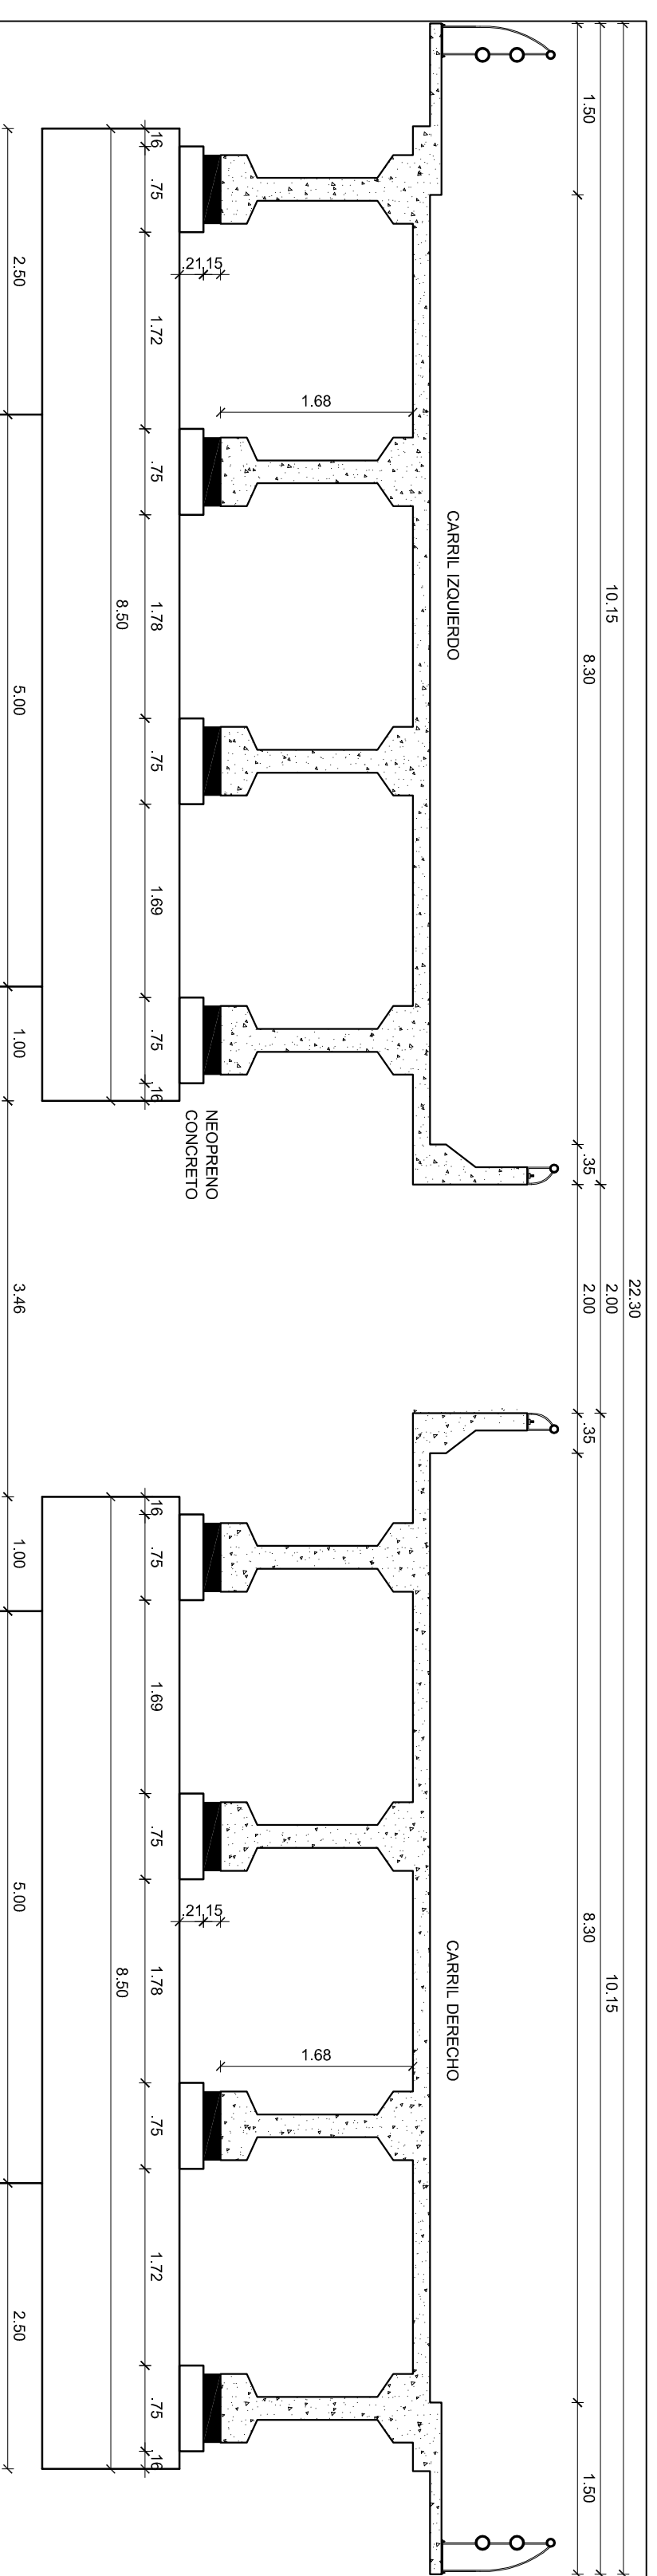 22.30
10.15 2.00 10.15
1.50 8.30 .35 2.00 .35 8.30 1.50
CARRIL IZQUIERDO CARRIL DERECHO
1.68 1.68
.21 .15 .21 .15
NEOPRENO
CONCRETO
.16 .75 1.72 .75 1.78 .75 1.69 .75 .16 .16 .75 1.69 .75 1.78 .75 1.72 .75 .16
8.50 8.50
2.50 5.00 1.00 3.46 1.00 5.00 2.50